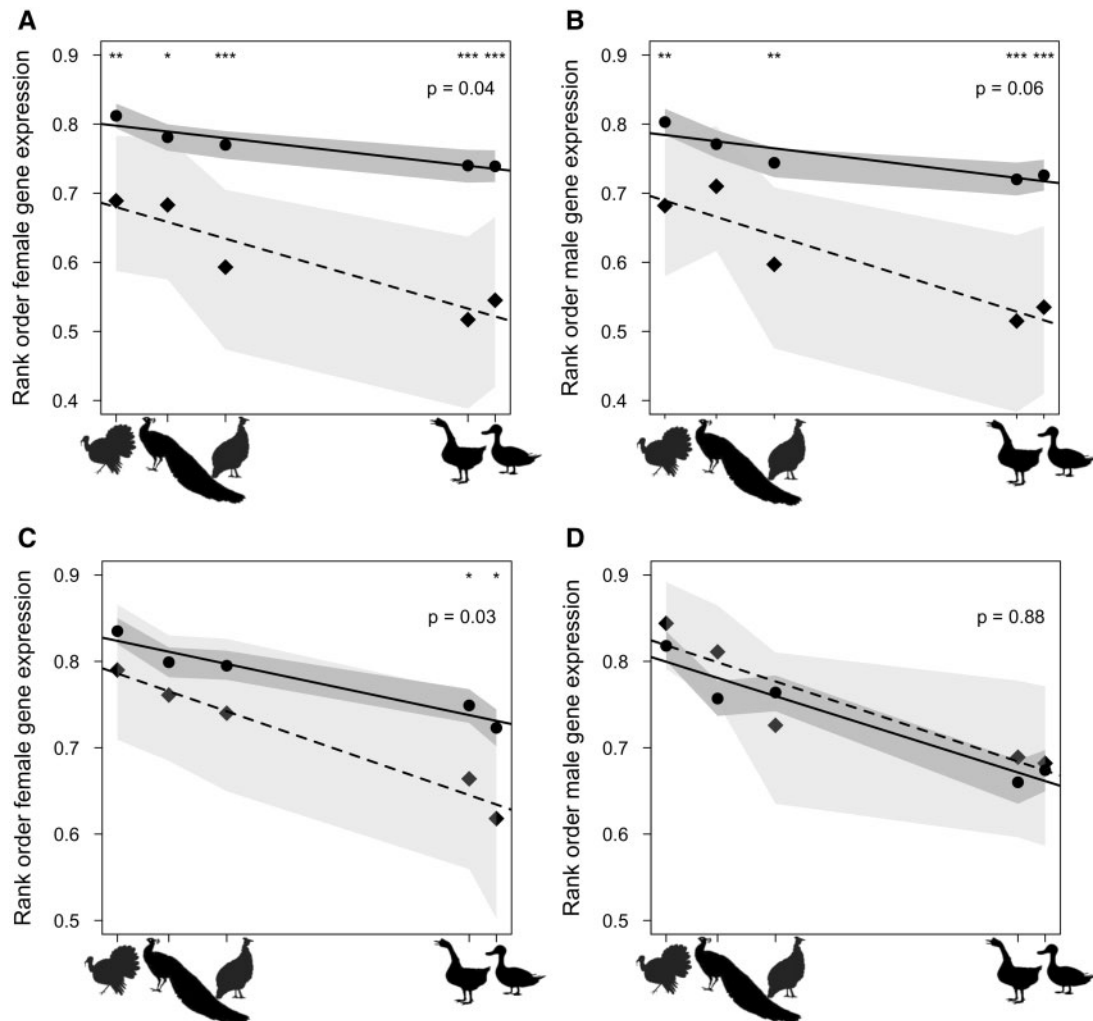 A
Rank order female gene expression
0.9
0.8
0.7
0.6
0.5
0.4
** * *** *** ***
p = 0.04
B
Rank order male gene expression
0.9
0.8
0.7
0.6
0.5
0.4
** ** *** ***
p = 0.06
C
Rank order female gene expression
0.9
0.8
0.7
0.6
0.5
* *
p = 0.03
D
Rank order male gene expression
0.9
0.8
0.7
0.6
0.5
p = 0.88